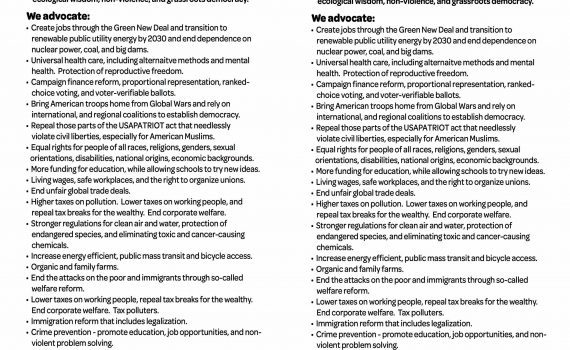 ecological wisdom, non-violence, and grassroots democracy.
We advocate:
• Create jobs through the Green New Deal and transition to
renewable public utility energy by 2030 and end dependence on
nuclear power, coal, and big dams.
• Universal health care, including alternaitve methods and mental
health. Protection of reproductive freedom.
• Campaign finance reform, proportional representation, ranked-
choice voting, and voter-verifiable ballots.
• Bring American troops home from Global Wars and rely on
international, and regional coalitions to establish democracy.
• Repeal those parts of the USAPATRIOT act that needlessly
violate civil liberties, especially for American Muslims.
• Equal rights for people of all races, religions, genders, sexual
orientations, disabilities, national origins, economic backgrounds.
• More funding for education, while allowing schools to try new ideas.
• Living wages, safe workplaces, and the right to organize unions.
• End unfair global trade deals.
• Higher taxes on pollution. Lower taxes on working people, and
repeal tax breaks for the wealthy. End corporate welfare.
• Stronger regulations for clean air and water, protection of
endangered species, and eliminating toxic and cancer-causing
chemicals.
• Increase energy efficient, public mass transit and bicycle access.
• Organic and family farms.
• End the attacks on the poor and immigrants through so-called
welfare reform.
• Lower taxes on working people, repeal tax breaks for the wealthy.
End corporate welfare. Tax polluters.
• Immigration reform that includes legalization.
• Crime prevention - promote education, job opportunities, and non-
violent problem solving.
ecological wisdom, non-violence, and grassroots democracy.
We advocate:
• Create jobs through the Green New Deal and transition to
renewable public utility energy by 2030 and end dependence on
nuclear power, coal, and big dams.
• Universal health care, including alternaitve methods and mental
health. Protection of reproductive freedom.
• Campaign finance reform, proportional representation, ranked-
choice voting, and voter-verifiable ballots.
• Bring American troops home from Global Wars and rely on
international, and regional coalitions to establish democracy.
• Repeal those parts of the USAPATRIOT act that needlessly
violate civil liberties, especially for American Muslims.
• Equal rights for people of all races, religions, genders, sexual
orientations, disabilities, national origins, economic backgrounds.
• More funding for education, while allowing schools to try new ideas.
• Living wages, safe workplaces, and the right to organize unions.
• End unfair global trade deals.
• Higher taxes on pollution. Lower taxes on working people, and
repeal tax breaks for the wealthy. End corporate welfare.
• Stronger regulations for clean air and water, protection of
endangered species, and eliminating toxic and cancer-causing
chemicals.
• Increase energy efficient, public mass transit and bicycle access.
• Organic and family farms.
• End the attacks on the poor and immigrants through so-called
welfare reform.
• Lower taxes on working people, repeal tax breaks for the wealthy.
End corporate welfare. Tax polluters.
• Immigration reform that includes legalization.
• Crime prevention - promote education, job opportunities, and non-
violent problem solving.